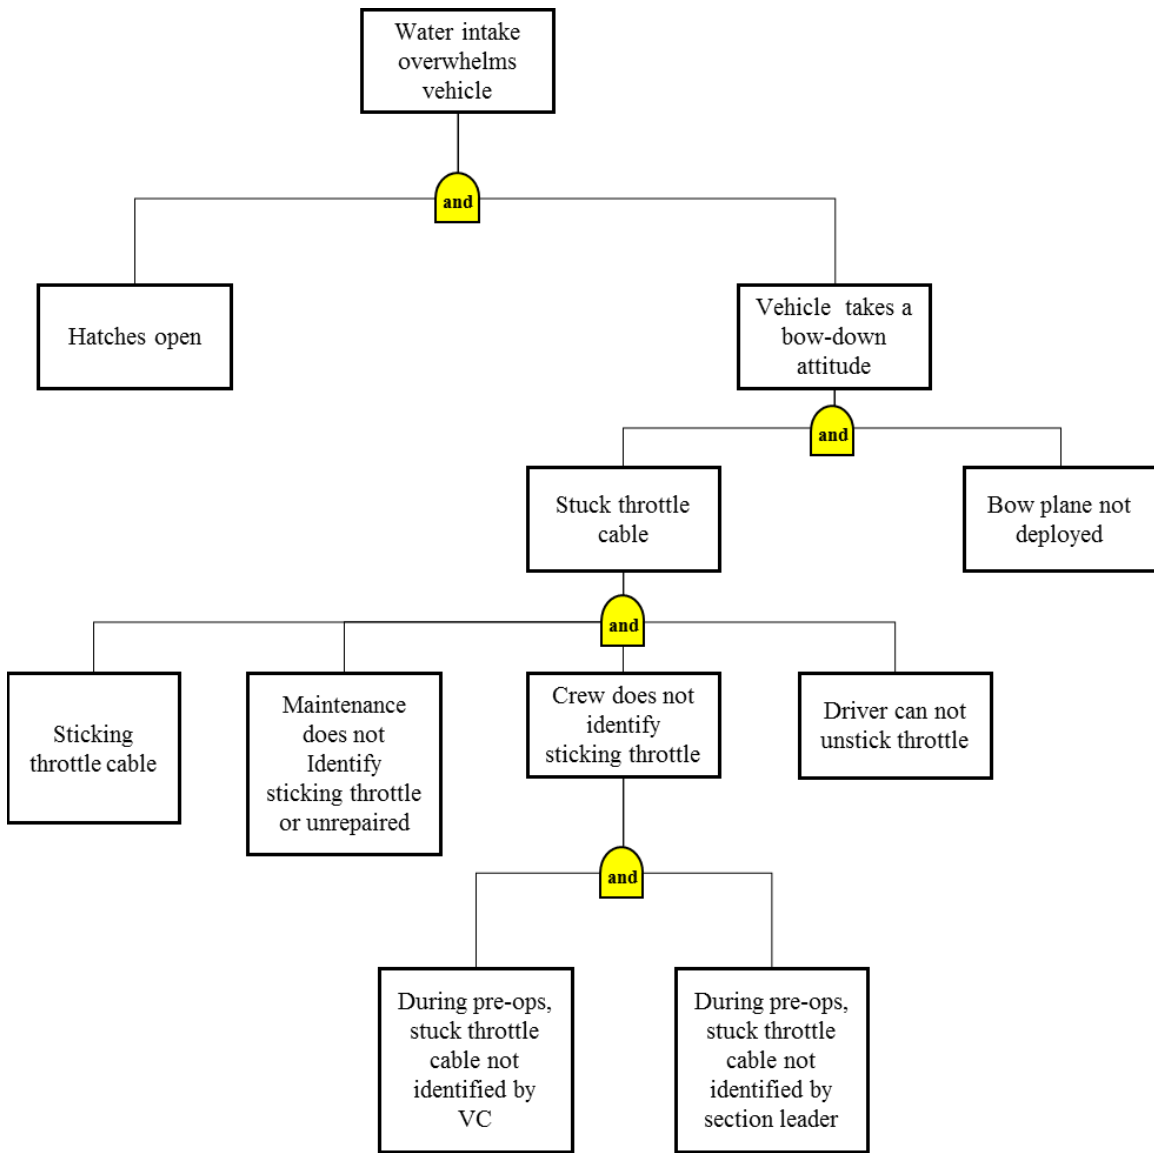 Water intake
overwhelms
vehicle
and
Hatches open
Vehicle takes a
bow-down
attitude
and
Stuck throttle
cable
Bow plane not
deployed
and
Sticking
throttle cable
Maintenance
does not
Identify
sticking throttle
or unrepaired
Crew does not
identify
sticking throttle
Driver can not
unstick throttle
and
During pre-ops,
stuck throttle
cable not
identified by
VC
During pre-ops,
stuck throttle
cable not
identified by
section leader